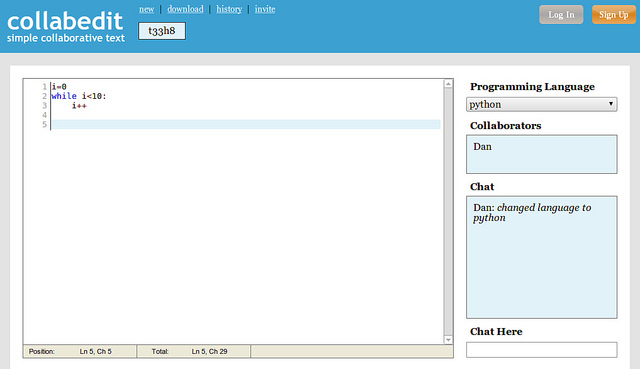 collabedit
simple collaborative text
new | download | history | invite
t33h8
Log In
Sign Up
1 i=0
2 while i<10:
3     i++
4
5
Position: Ln 5, Ch 5 Total: Ln 5, Ch 29
Programming Language
python
Collaborators
Dan
Chat
Dan: changed language to
python
Chat Here